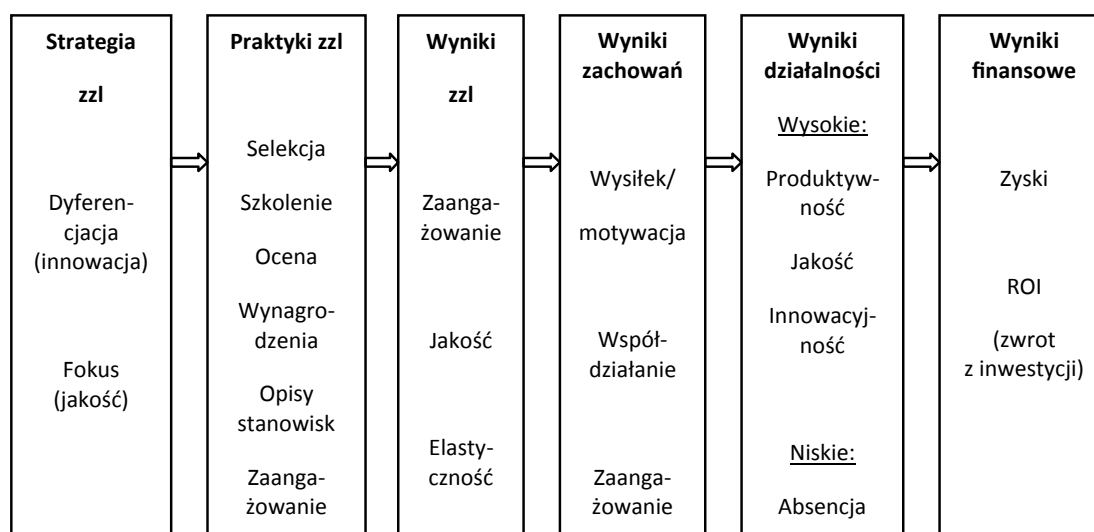 Strategia
zzl
Dyferen-
cjacja
(innowacja)
Fokus
(jakość)
Praktyki zzl
Selekcja
Szkolenie
Ocena
Wynagro-
dzenia
Opisy
stanowisk
Zaanga-
żowanie
Wyniki
zzl
Zaanga-
żowanie
Jakość
Elasty-
czność
Wyniki
zachowań
Wysiłek/
motywacja
Współ-
działanie
Zaanga-
żowanie
Wyniki
działalności
Wysokie:
Produktyw-
ność
Jakość
Innowacyj-
ność
Niskie:
Absencja
Wyniki
finansowe
Zyski
ROI
(zwrot
z inwestycji)